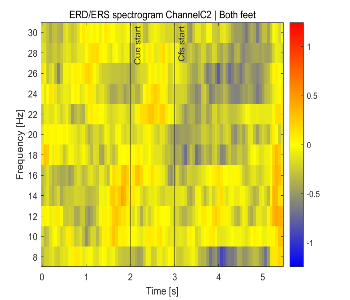 ERD/ERS spectrogram ChannelC2 | Both feet
Frequency [Hz]
30
28
26
24
22
20
18
16
14
12
10
8
Cue start
Cfs start
1
0.5
0
-0.5
-1
0 1 2 3 4 5
Time [s]